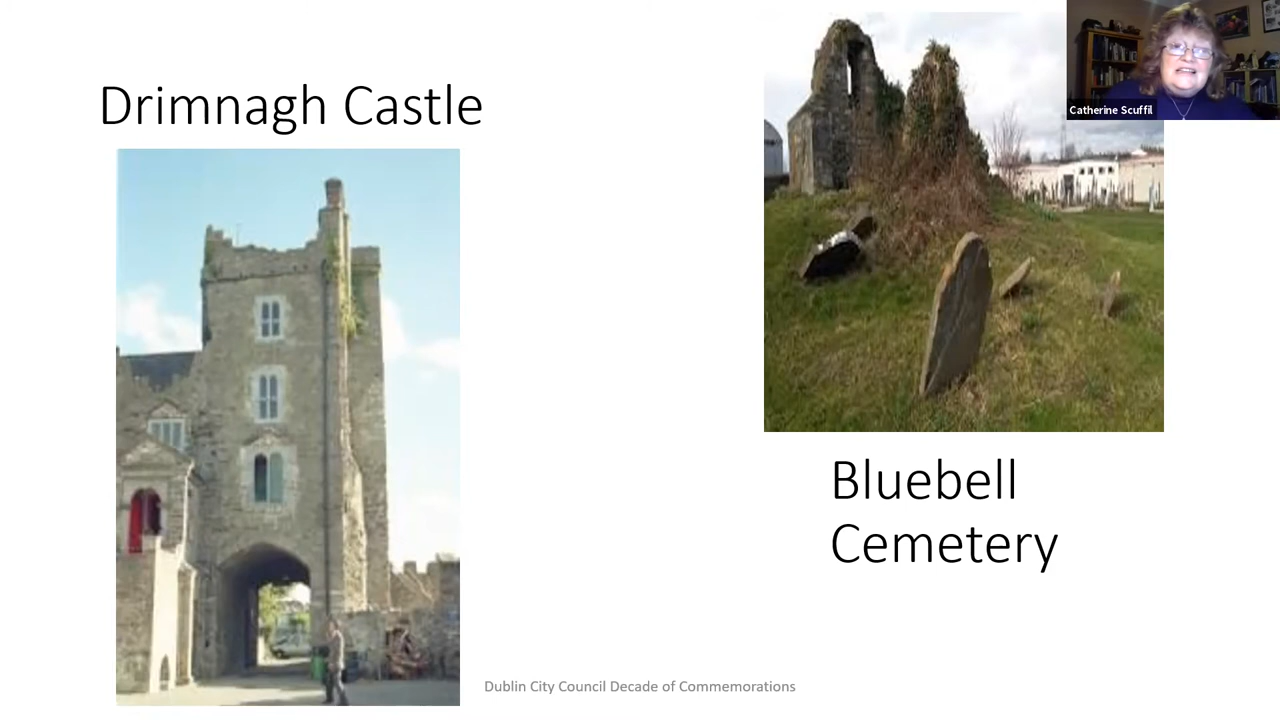 Drimnagh Castle
Catherine Scuffil
Bluebell
Cemetery
Dublin City Council Decade of Commemorations